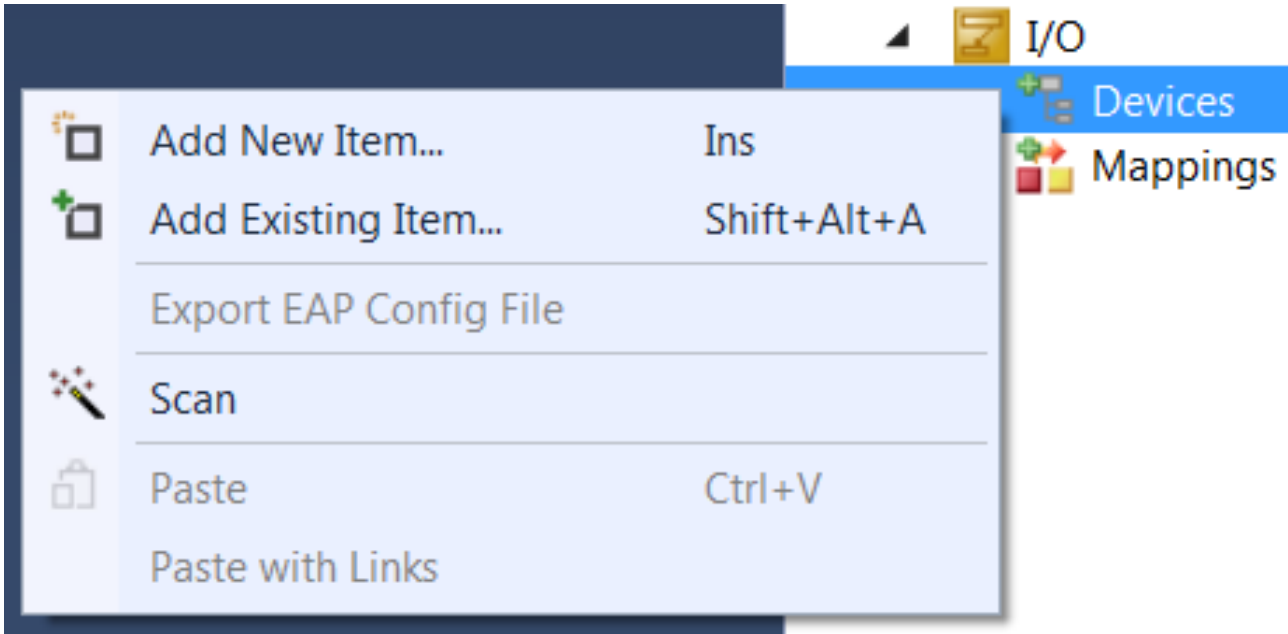 I/O
Devices
Mappings
Add New Item... Ins
Add Existing Item... Shift+Alt+A
Export EAP Config File
Scan
Paste Ctrl+V
Paste with Links